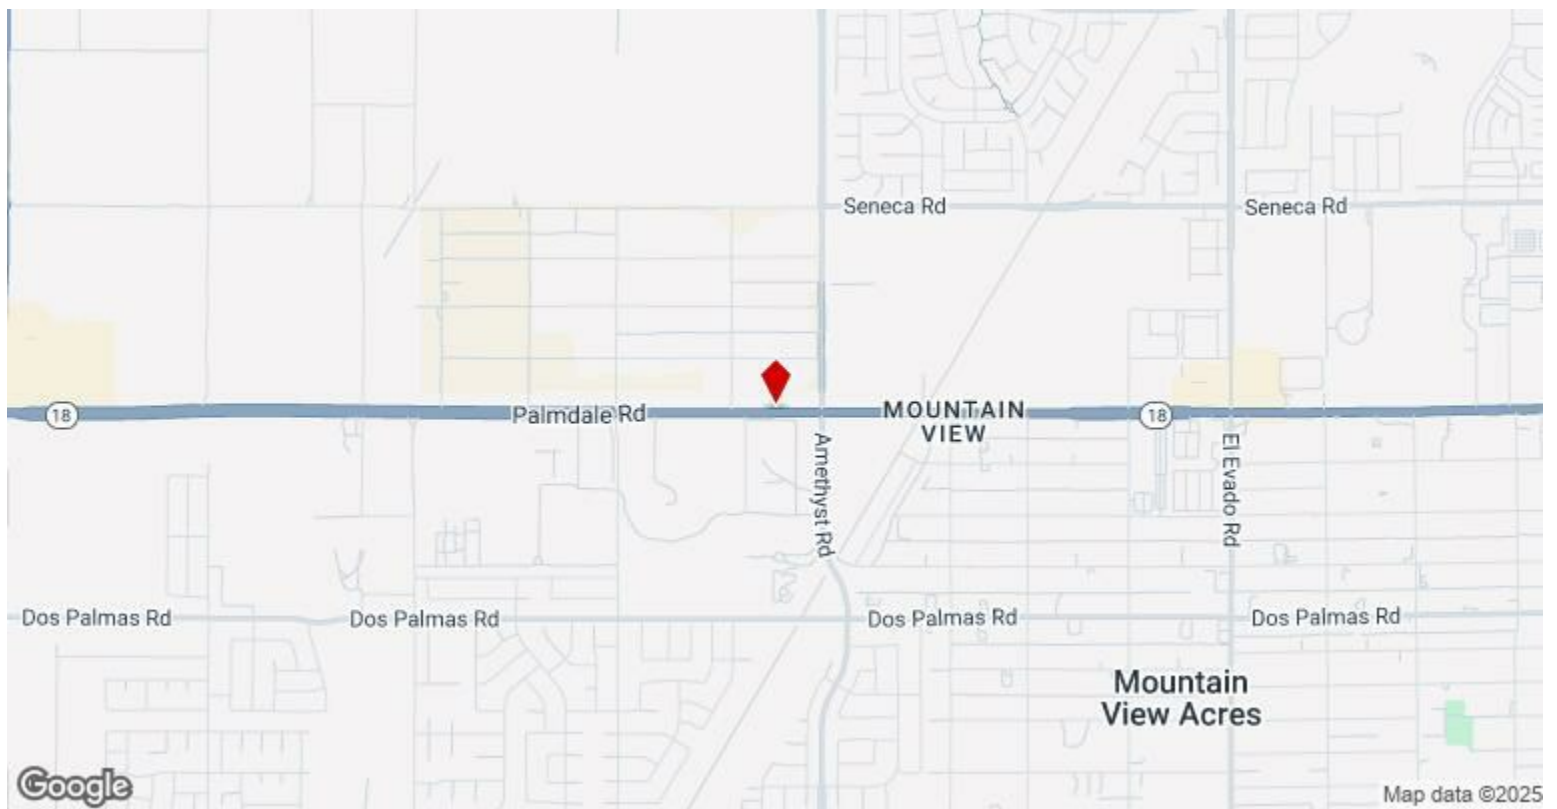 Seneca Rd
Seneca Rd
18
Palmdale Rd
MOUNTAIN
VIEW
18
Amethyst Rd
El Evado Rd
Dos Palmas Rd
Dos Palmas Rd
Dos Palmas Rd
Dos Palmas Rd
Mountain
View Acres
Google
Map data ©2025